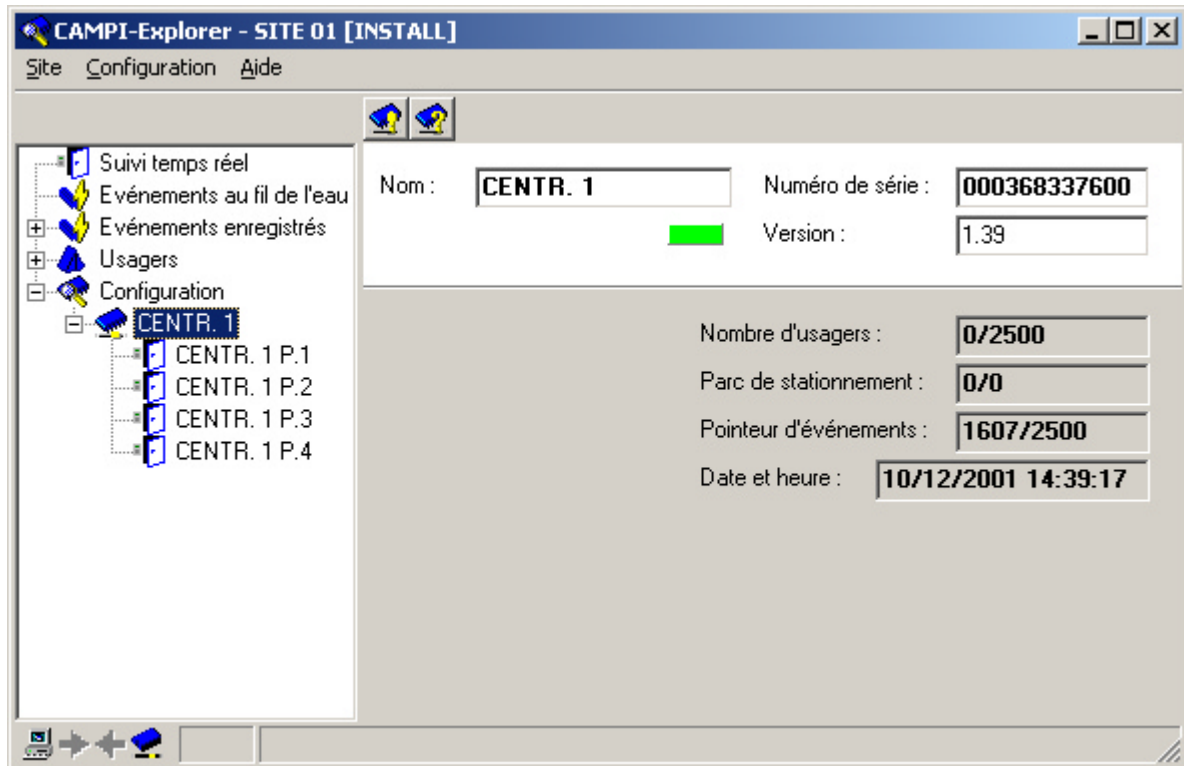 CAMPI-Explorer - SITE 01 [INSTALL]
Site Configuration Aide
Suivi temps réel
Evénements au fil de l'eau
Evénements enregistrés
Usagers
Configuration
CENTR. 1
CENTR. 1 P.1
CENTR. 1 P.2
CENTR. 1 P.3
CENTR. 1 P.4
Nom : CENTR. 1 Numéro de série : 000368337600
Version : 1.39
Nombre d'usagers : 0/2500
Parc de stationnement : 0/0
Pointeur d'événements : 1607/2500
Date et heure : 10/12/2001 14:39:17